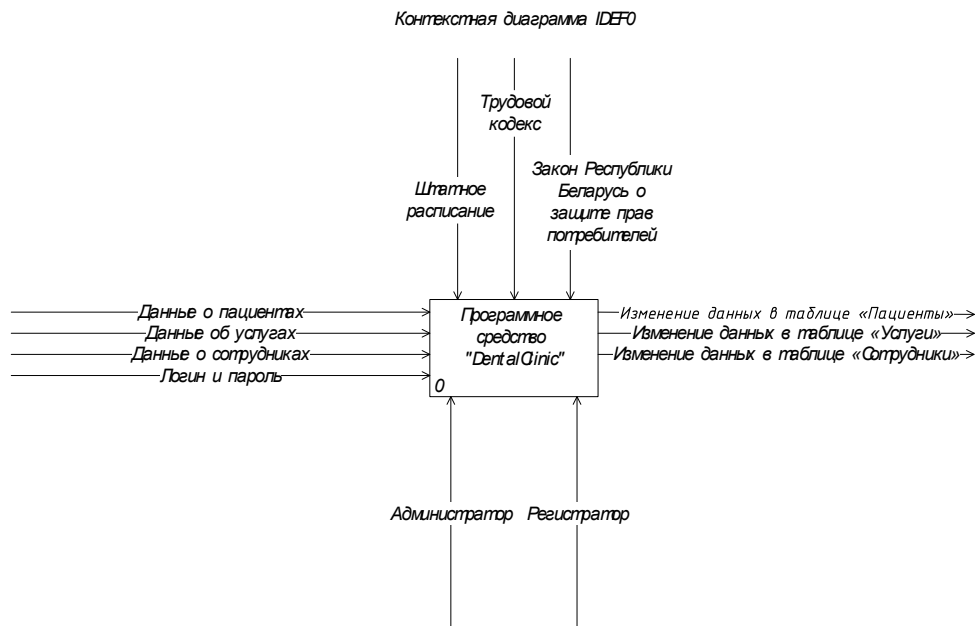 Контекстная диаграмма IDEF0
Трудовой
кодекс
Штатное
расписание
Закон Республики
Беларусь о
защите прав
потребителей
Данные о пациентах
Данные об услугах
Данные о сотрудниках
Логин и пароль
Программное
средство
"DentalClinic"
0
Изменение данных в таблице «Пациенты»
Изменение данных в таблице «Услуги»
Изменение данных в таблице «Сотрудники»
Администратор
Регистратор